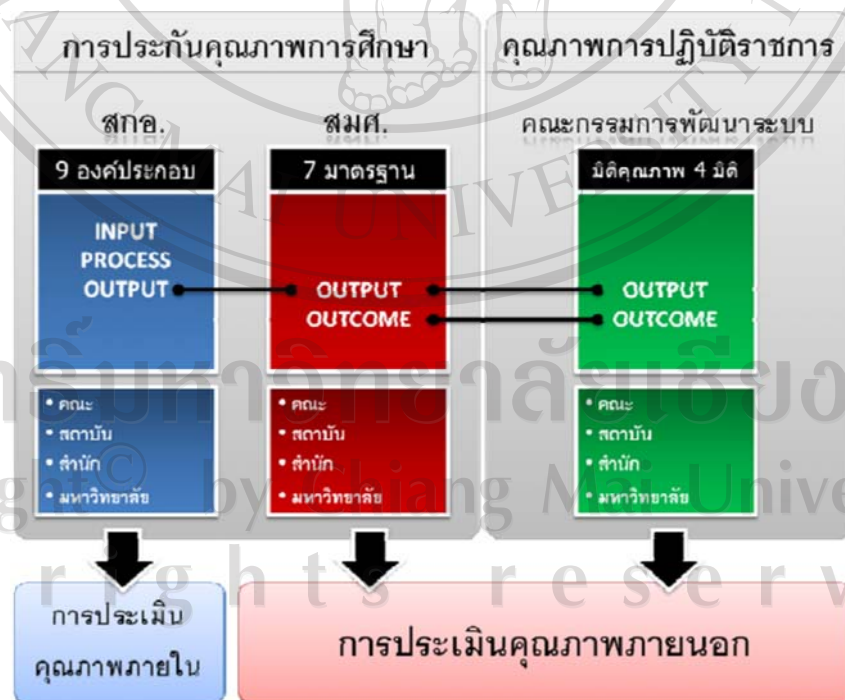 การประกันคุณภาพการศึกษา
คุณภาพการปฏิบัติราชการ
สกอ.
สมศ.
คณะกรรมการพัฒนาระบบ
9 องค์ประกอบ
7 มาตรฐาน
มิติคุณภาพ 4 มิติ
INPUT
PROCESS
OUTPUT
OUTPUT
OUTCOME
OUTPUT
OUTCOME
• คณะ
• สถาบัน
• สำนัก
• มหาวิทยาลัย
• คณะ
• สถาบัน
• สำนัก
• มหาวิทยาลัย
• คณะ
• สถาบัน
• สำนัก
• มหาวิทยาลัย
การประเมิน
คุณภาพภายใน
การประเมินคุณภาพภายนอก
ANG MAI UNIVERSITY
© by Chiang Mai Unive
rights reserv